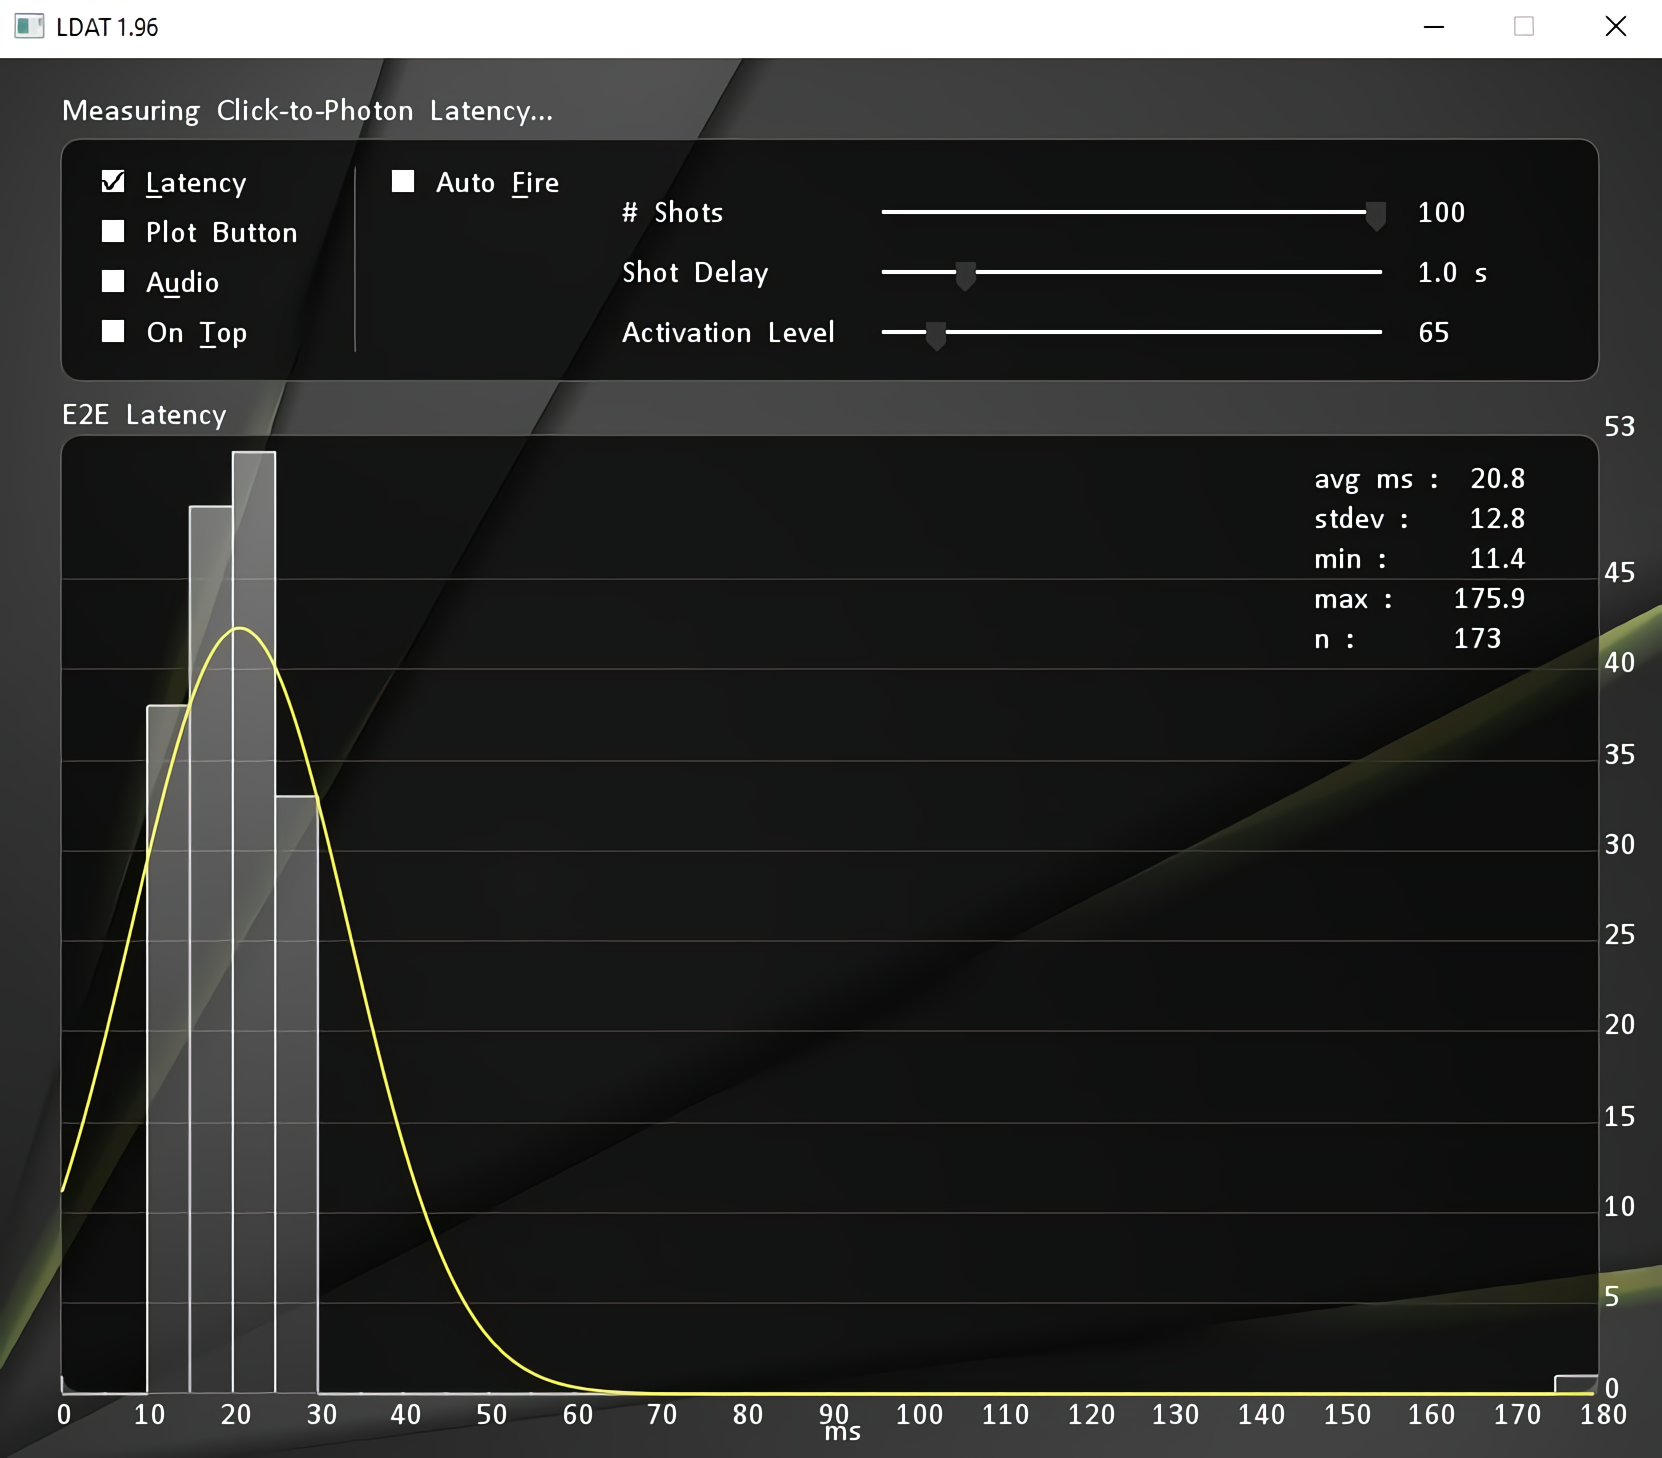 LDAT 1.96
Measuring Click-to-Photon Latency...
Latency
Auto Fire
Plot Button
Audio
On Top
# Shots 100
Shot Delay 1.0 s
Activation Level 65
E2E Latency
53
avg ms : 20.8
stdev : 12.8
min : 11.4
max : 175.9
n : 173
45
40
35
30
25
20
15
10
5
0
0 10 20 30 40 50 60 70 80 90 100 110 120 130 140 150 160 170 180
ms